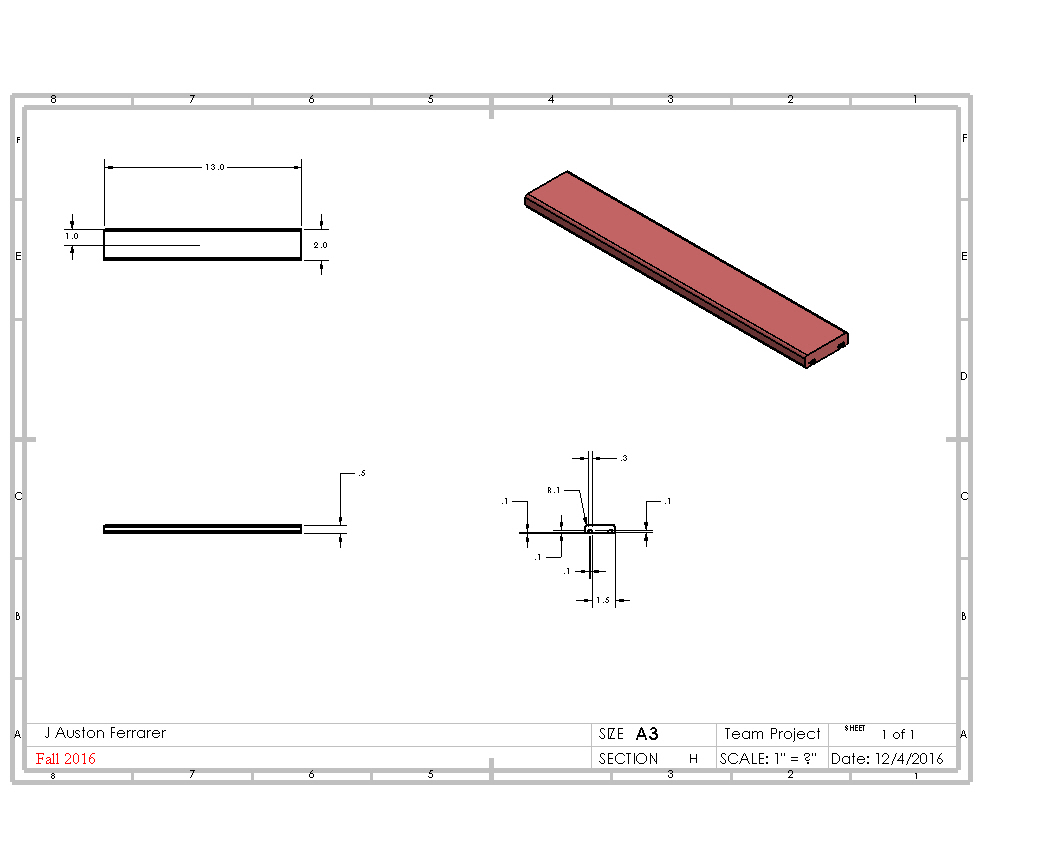 8 7 6 5 4 3 2 1
F F
13.0
1.0
2.0
E E
D
.5
.3
R.1
.1 .1
C C
.1
.1
1.5
B B
A A
J Auston Ferrarer SIZE A3 Team Project SHEET 1 of 1
Fall 2016 SECTION H SCALE: 1" = ?" Date: 12/4/2016
8 7 6 5 3 2 1